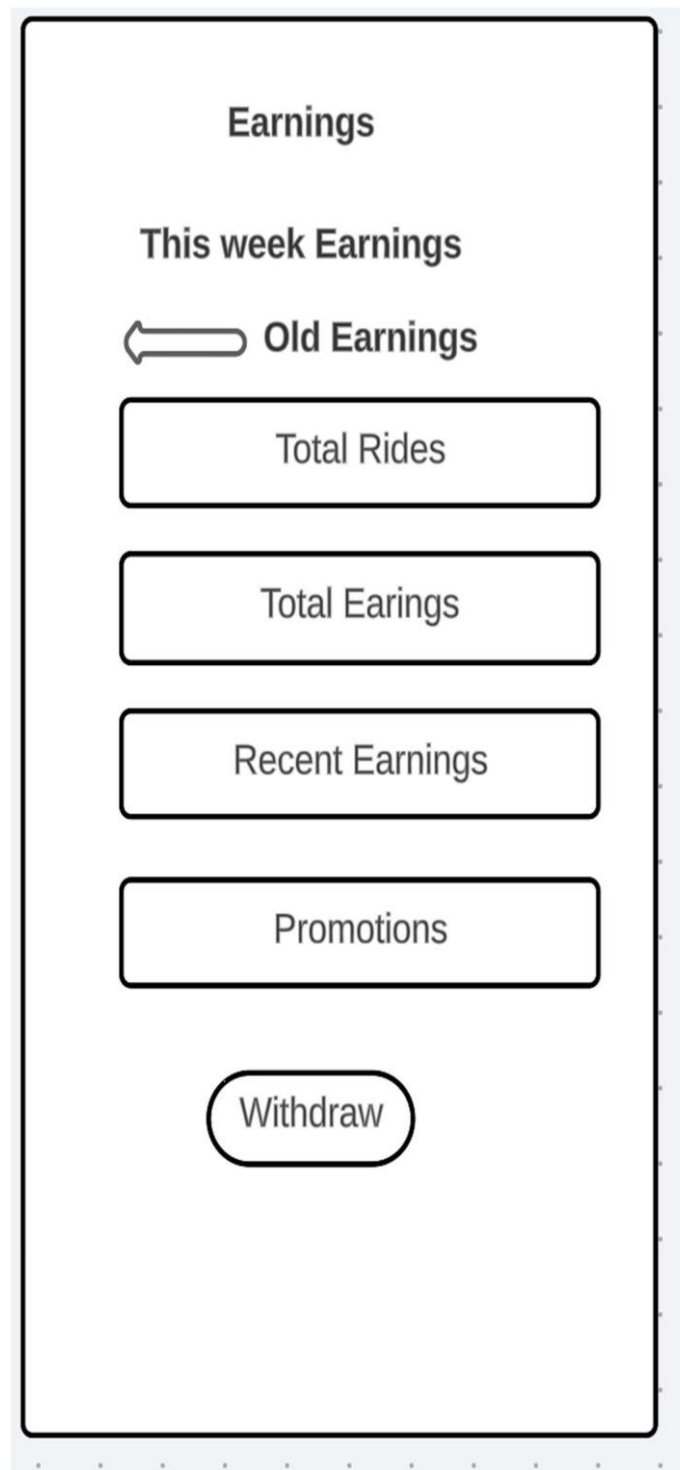 Earnings
This week Earnings
Old Earnings
Total Rides
Total Earings
Recent Earnings
Promotions
Withdraw